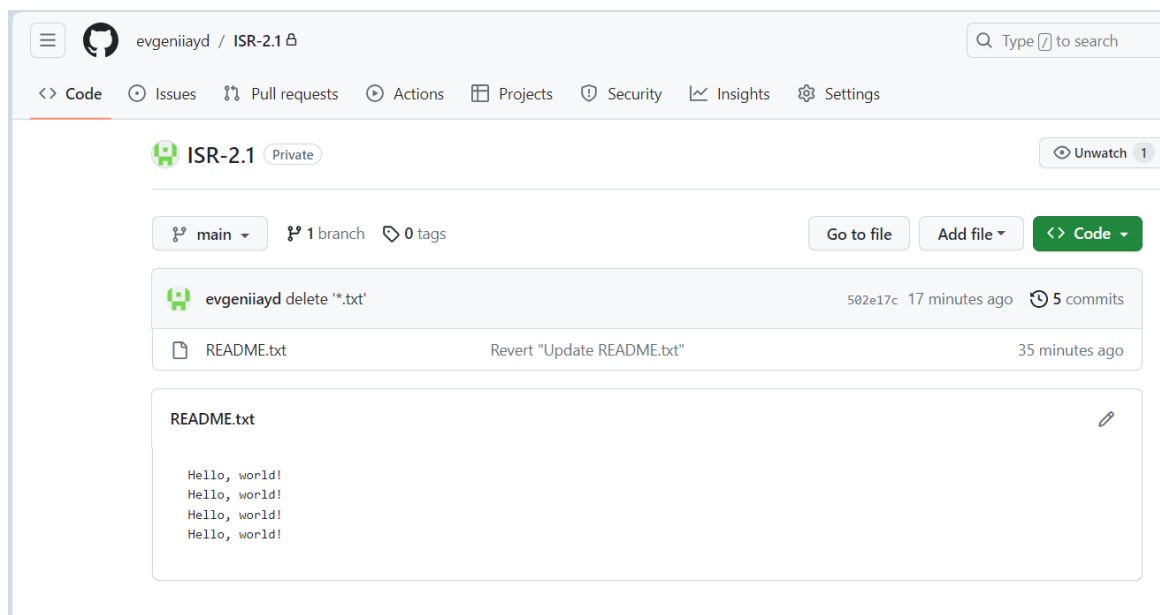 evgeniiayd / ISR-2.1 Type / to search
<> Code Issues Pull requests Actions Projects Security Insights Settings
ISR-2.1 Private Unwatch 1
main 1 branch 0 tags Go to file Add file <> Code
evgeniiayd delete '*.txt' 502e17c 17 minutes ago 5 commits
README.txt Revert "Update README.txt" 35 minutes ago
README.txt
Hello, world!
Hello, world!
Hello, world!
Hello, world!